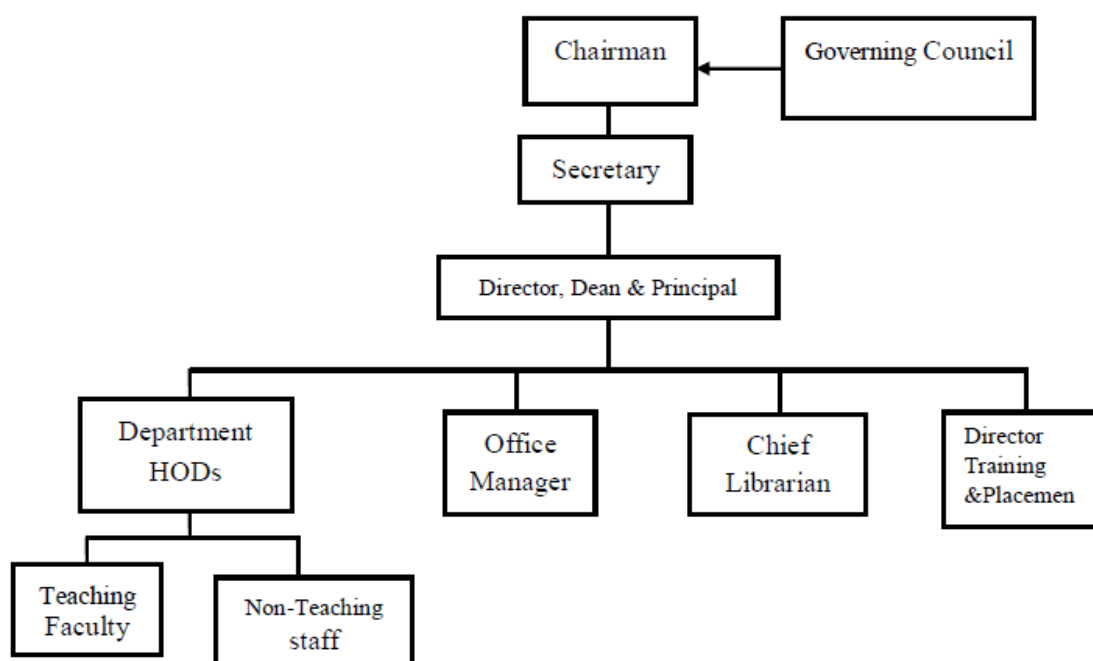 Chairman
Governing Council
Secretary
Director, Dean & Principal
Department
HODs
Office
Manager
Chief
Librarian
Director
Training
&Placemen
Teaching
Faculty
Non-Teaching
staff